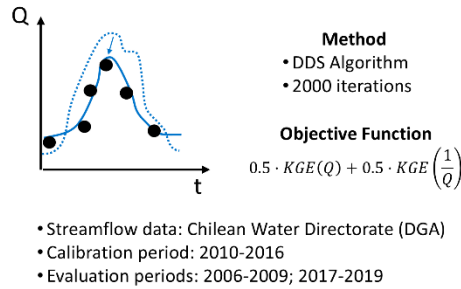 Q
t
Method
• DDS Algorithm
• 2000 iterations
Objective Function
0.5 · KGE(Q) + 0.5 · KGE(1/Q)
• Streamflow data: Chilean Water Directorate (DGA)
• Calibration period: 2010-2016
• Evaluation periods: 2006-2009; 2017-2019